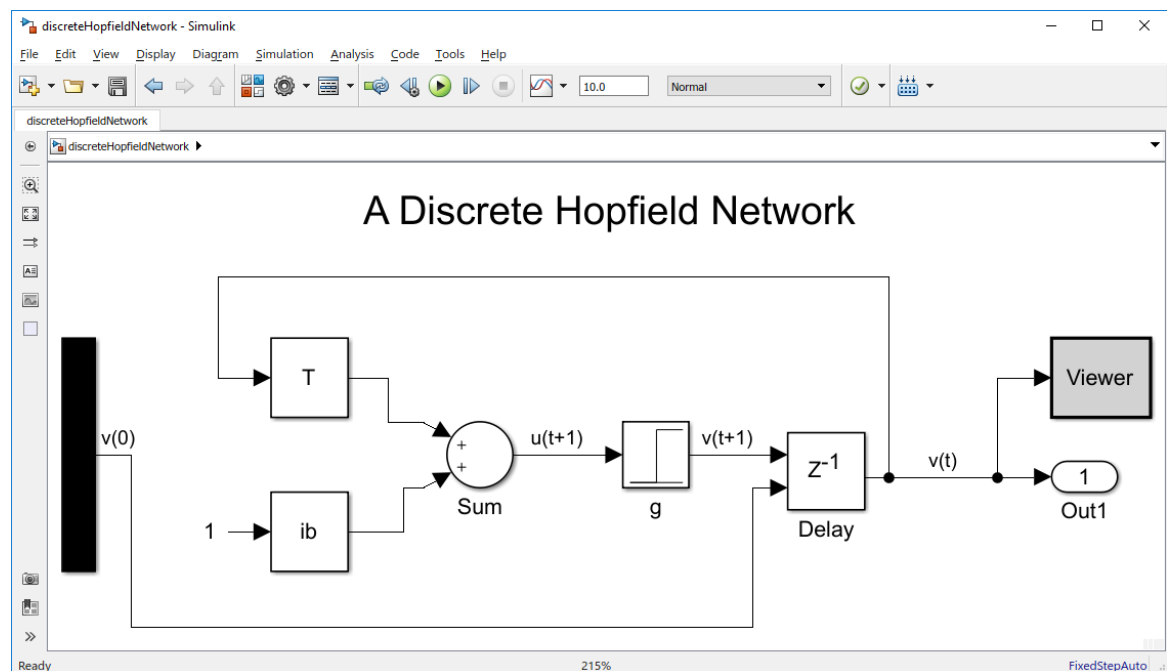 discreteHopfieldNetwork - Simulink
File Edit View Display Diagram Simulation Analysis Code Tools Help
10.0 Normal
discreteHopfieldNetwork
discreteHopfieldNetwork
A Discrete Hopfield Network
T
Viewer
v(0)
u(t+1)
v(t+1)
v(t)
+
+
Z-1
1
Sum
g
Out1
1
ib
Delay
Ready 215% FixedStepAuto